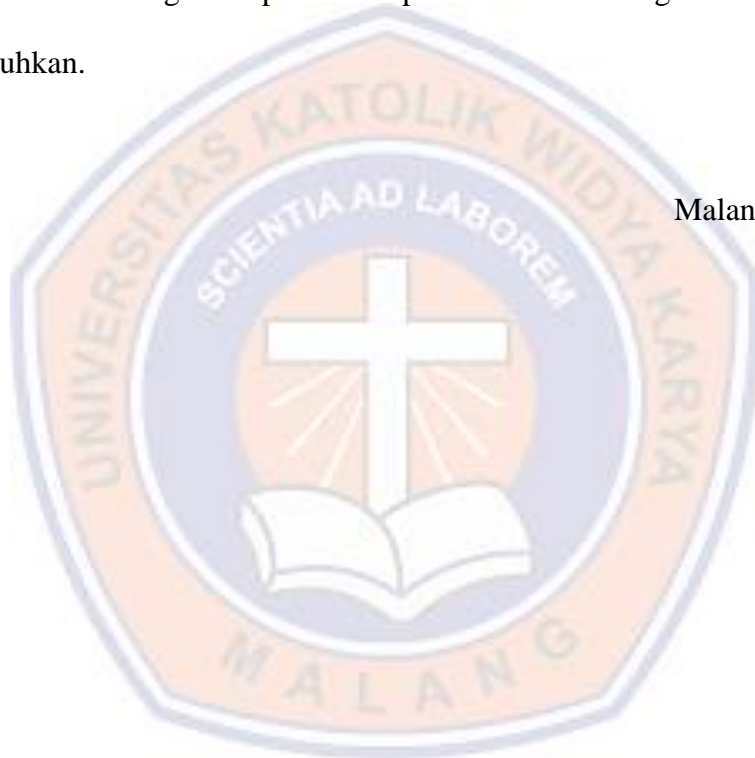 uhkan.
Malan
UNIVERSITAS KATOLIK WIDYA KARYA
SCIENTIA AD LABOREM
MALANG